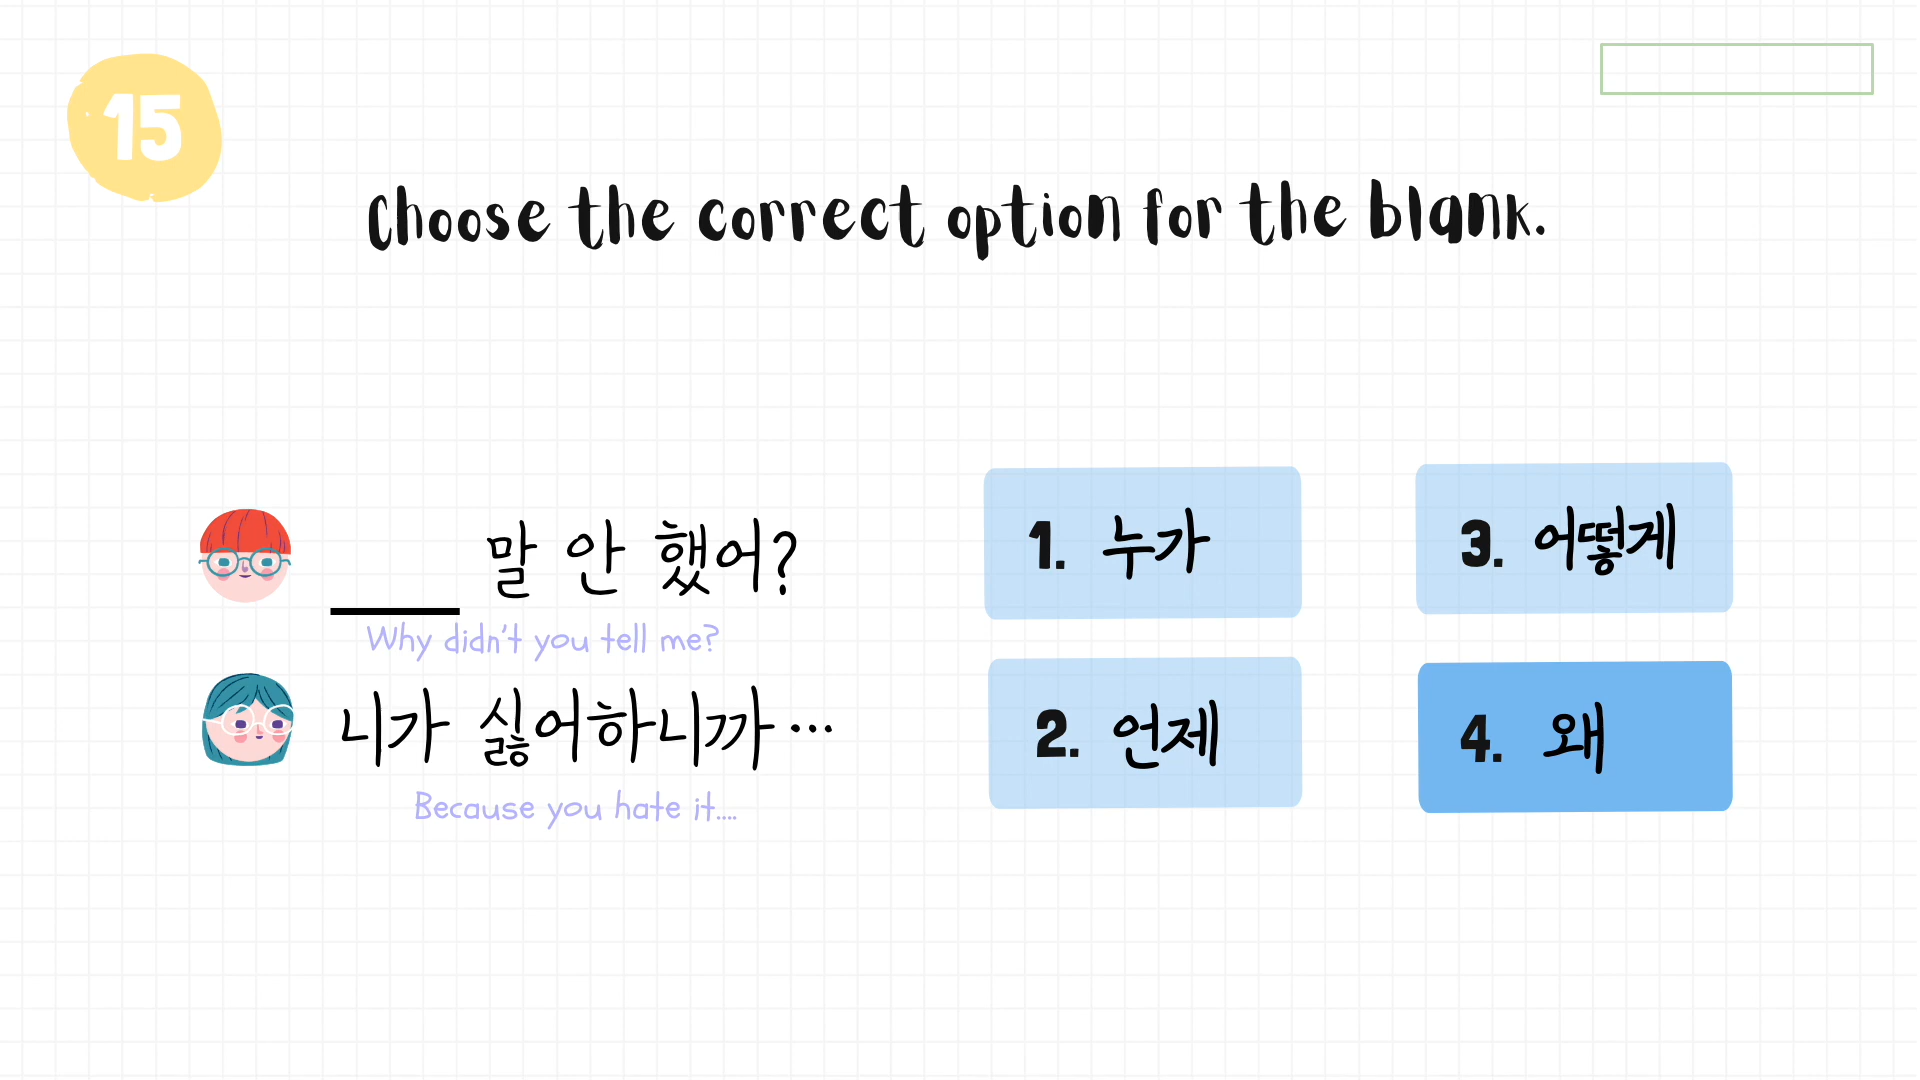 15
Choose the correct option for the blank.
____ 말 안 했어?
Why didn't you tell me?
니가 싫어하니까...
Because you hate it....
1. 누가
2. 언제
3. 어떻게
4. 왜